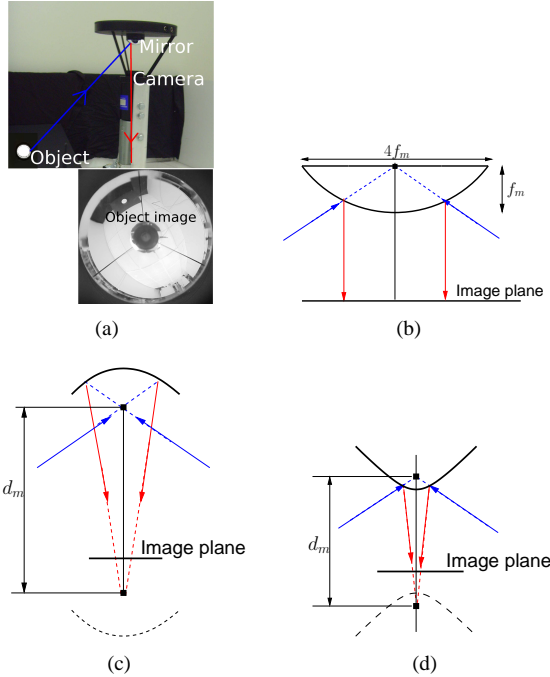 Mirror
Camera
Object
Object image
(a)
4f_m
f_m
Image plane
(b)
d_m
Image plane
(c)
d_m
Image plane
(d)